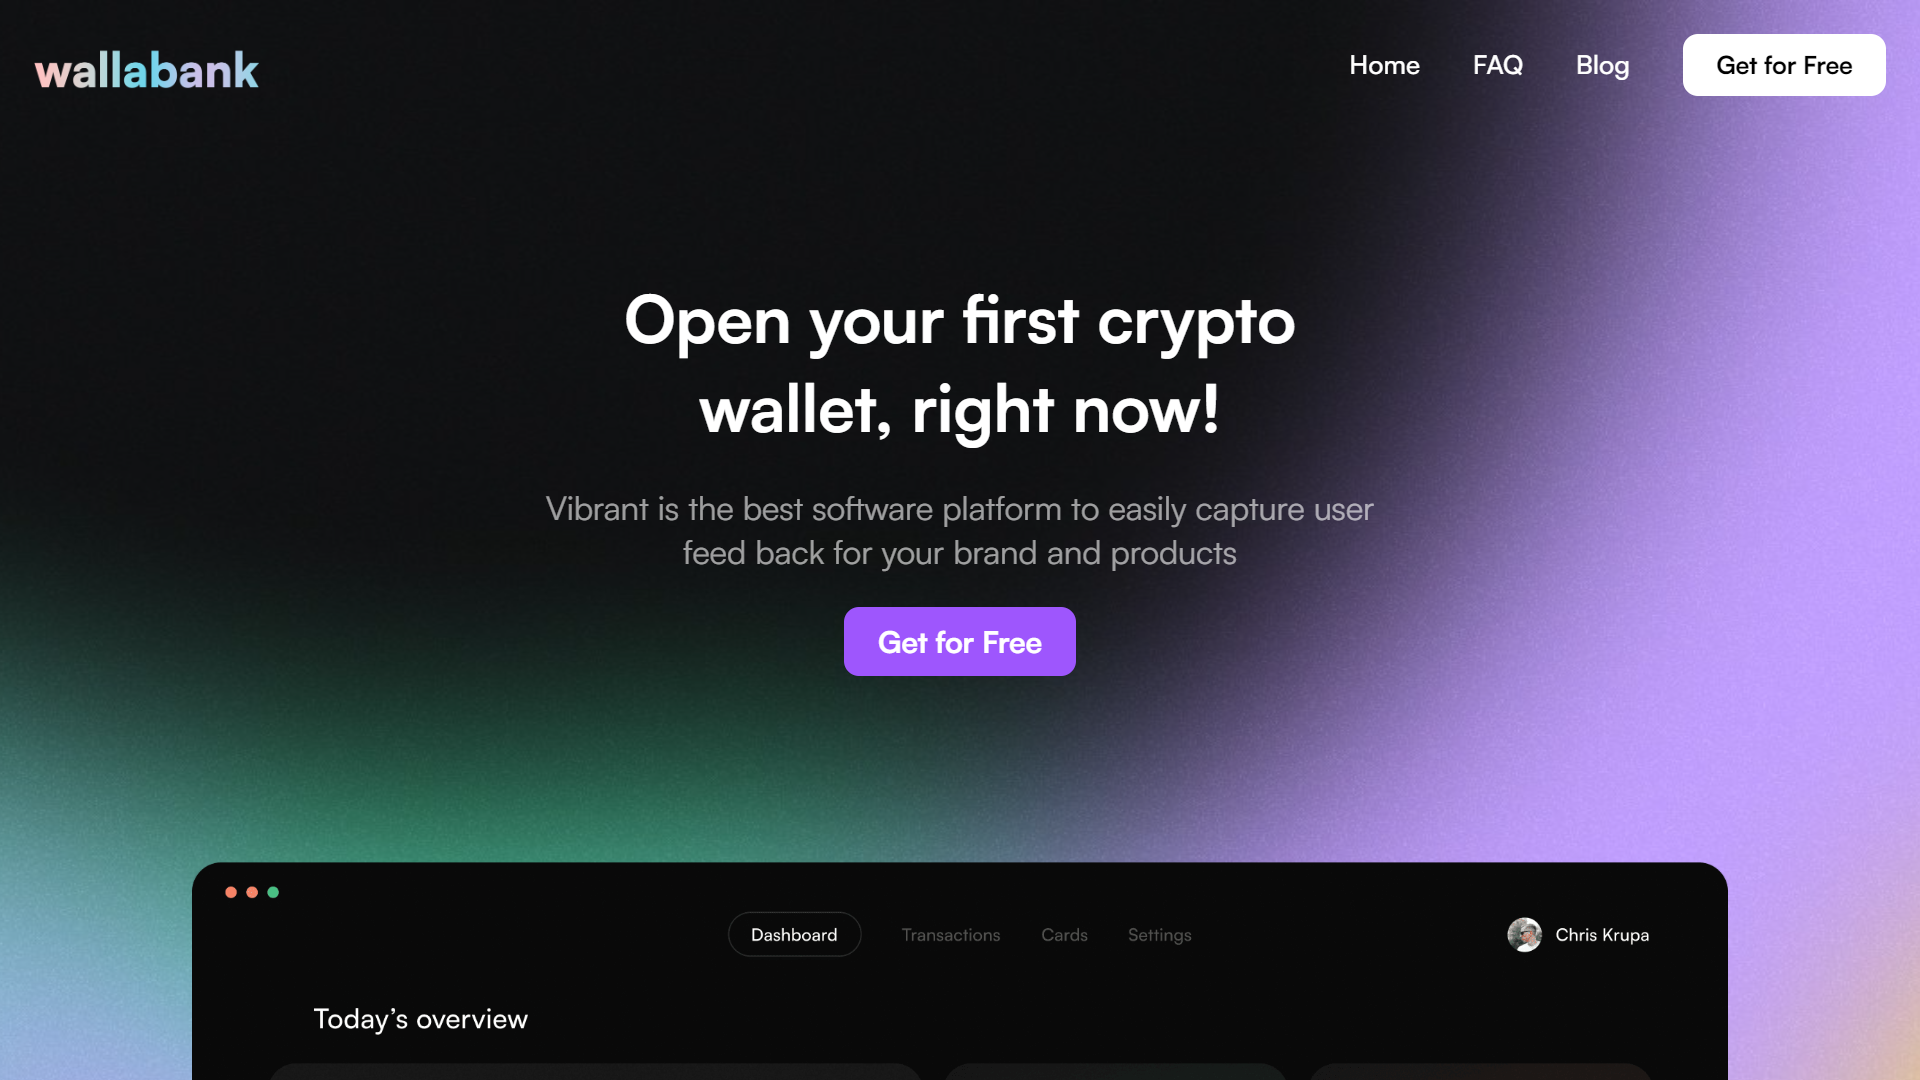 wallabank
Home
FAQ
Blog
Get for Free
Open your first crypto
wallet, right now!
Vibrant is the best software platform to easily capture user
feed back for your brand and products
Get for Free
Dashboard
Transactions
Cards
Settings
Chris Krupa
Today’s overview